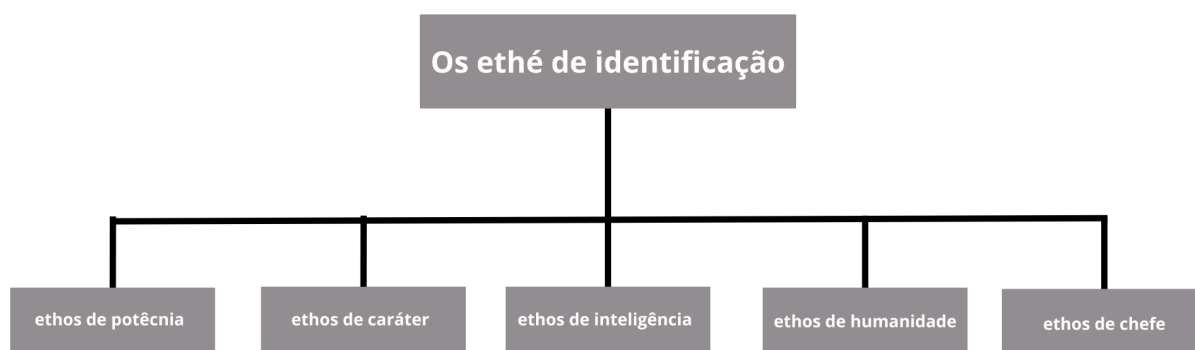 Os ethé de identificação
ethos de potêcnia
ethos de caráter
ethos de inteligência
ethos de humanidade
ethos de chefe